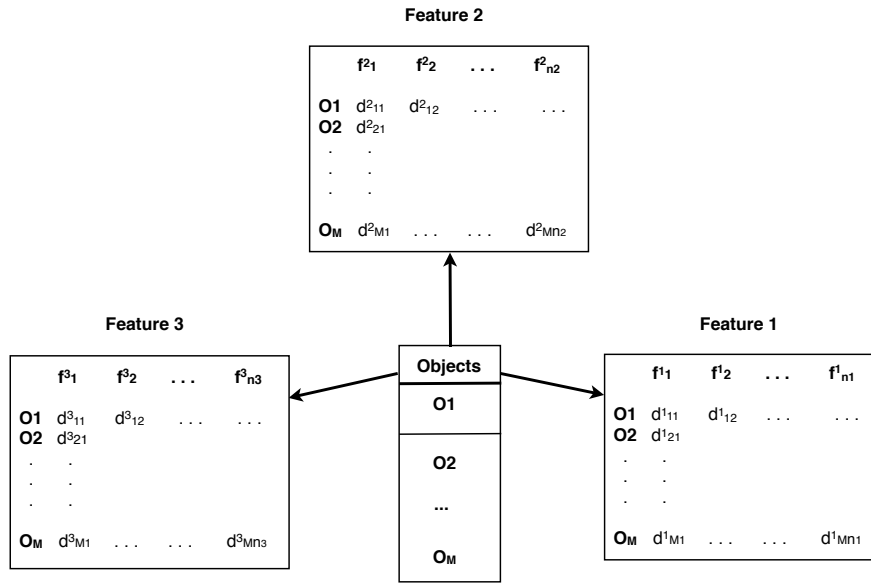 Feature 2
f²1 f²2 . . . f²n2
O1 d²11 d²12 . . . . . .
O2 d²21
. .
. .
. .
OM d²M1 . . . . . . d²Mn2
Feature 3
f³1 f³2 . . . f³n3
O1 d³11 d³12 . . . . . .
O2 d³21
. .
. .
. .
OM d³M1 . . . . . . d³Mn3
Objects
O1
O2
...
OM
Feature 1
f¹1 f¹2 . . . f¹n1
O1 d¹11 d¹12 . . . . . .
O2 d¹21
. .
. .
. .
OM d¹M1 . . . . . . d¹Mn1